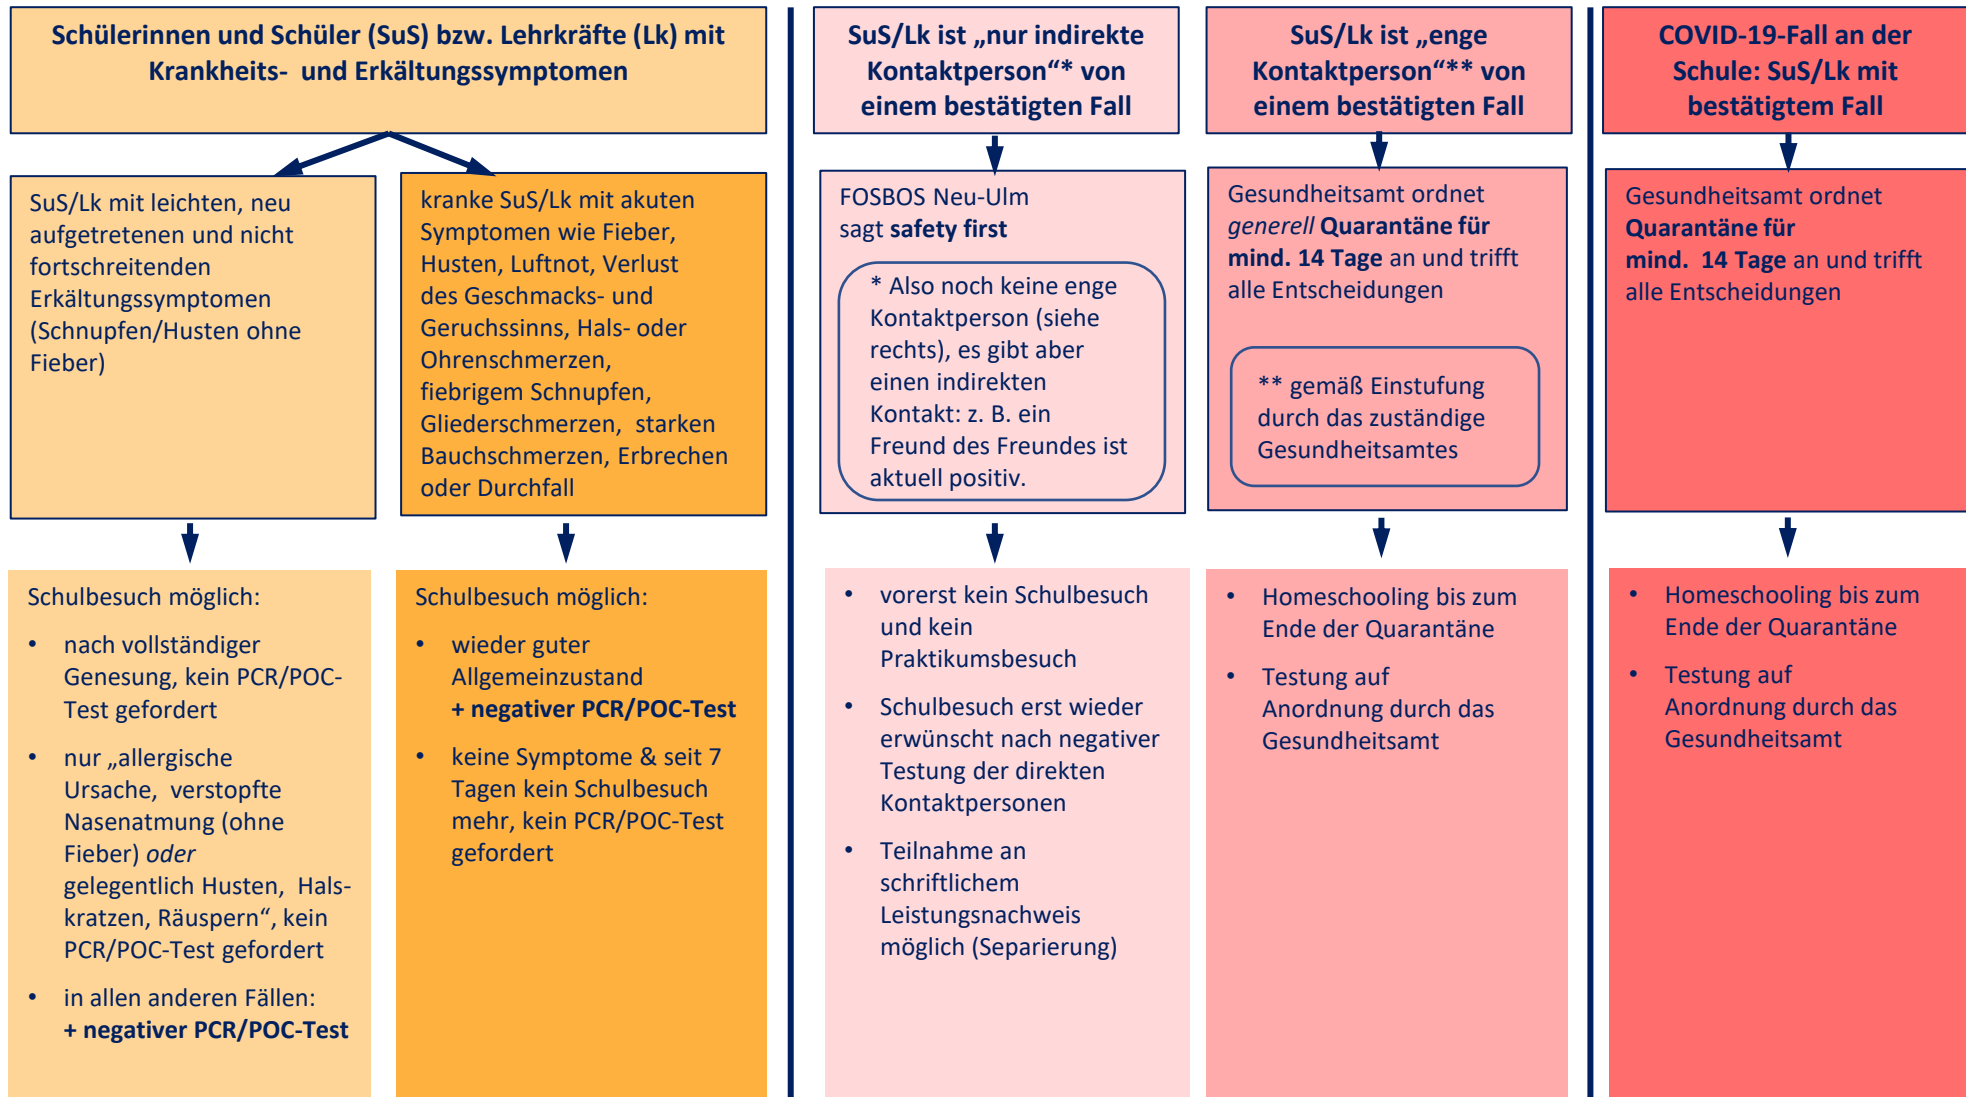 Schülerinnen und Schüler (SuS) bzw. Lehrkräfte (Lk) mit
Krankheits- und Erkältungssymptomen
SuS/Lk mit leichten, neu
aufgetretenen und nicht
fortschreitenden
Erkältungssymptomen
(Schnupfen/Husten ohne
Fieber)
Schulbesuch möglich:
• nach vollständiger
Genesung, kein PCR/POC-
Test gefordert
• nur „allergische
Ursache, verstopfte
Nasenatmung (ohne
Fieber) oder
gelegentlich Husten, Hals-
kratzen, Räuspern“, kein
PCR/POC-Test gefordert
• in allen anderen Fällen:
+ negativer PCR/POC-Test
kranke SuS/Lk mit akuten
Symptomen wie Fieber,
Husten, Luftnot, Verlust
des Geschmacks- und
Geruchssinns, Hals- oder
Ohrenschmerzen,
fiebrigem Schnupfen,
Gliederschmerzen, starken
Bauchschmerzen, Erbrechen
oder Durchfall
Schulbesuch möglich:
• wieder guter
Allgemeinzustand
+ negativer PCR/POC-Test
• keine Symptome & seit 7
Tagen kein Schulbesuch
mehr, kein PCR/POC-Test
gefordert
SuS/Lk ist „nur indirekte
Kontaktperson“* von
einem bestätigten Fall
FOSBOS Neu-Ulm
sagt safety first
* Also noch keine enge
Kontaktperson (siehe
rechts), es gibt aber
einen indirekten
Kontakt: z. B. ein
Freund des Freundes ist
aktuell positiv.
• vorerst kein Schulbesuch
und kein
Praktikumsbesuch
• Schulbesuch erst wieder
erwünscht nach negativer
Testung der direkten
Kontaktpersonen
• Teilnahme an
schriftlichem
Leistungsnachweis
möglich (Separierung)
SuS/Lk ist „enge
Kontaktperson“** von
einem bestätigten Fall
Gesundheitsamt ordnet
generell Quarantäne für
mind. 14 Tage an und trifft
alle Entscheidungen
** gemäß Einstufung
durch das zuständige
Gesundheitsamtes
• Homeschooling bis zum
Ende der Quarantäne
• Testung auf
Anordnung durch das
Gesundheitsamt
COVID-19-Fall an der
Schule: SuS/Lk mit
bestätigtem Fall
Gesundheitsamt ordnet
Quarantäne für
mind. 14 Tage an und trifft
alle Entscheidungen
• Homeschooling bis zum
Ende der Quarantäne
• Testung auf
Anordnung durch das
Gesundheitsamt